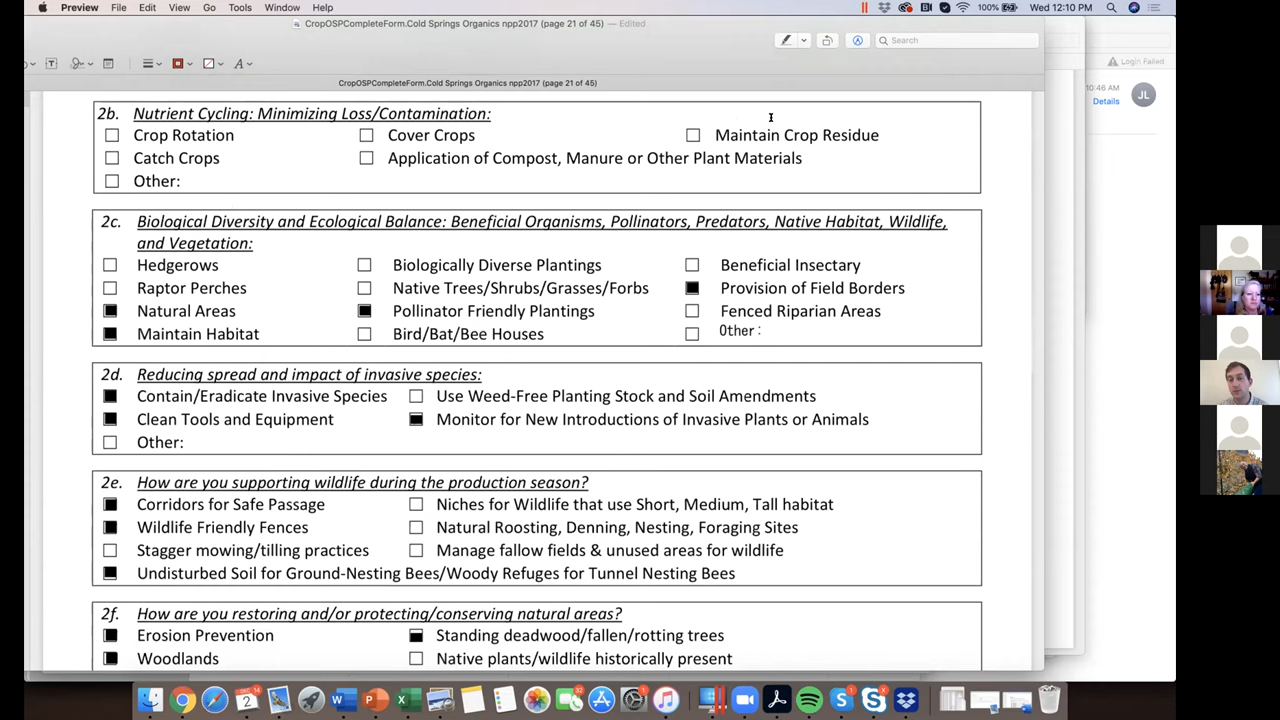 Preview File Edit View Go Tools Window Help 100% Wed 12:10 PM
CropOSPCompleteForm.Cold Springs Organics npp2017 (page 21 of 45) — Edited
Search
Login Failed
CropOSPCompleteForm.Cold Springs Organics npp2017 (page 21 of 45)
10:46 AM
Details
JL
2b. Nutrient Cycling: Minimizing Loss/Contamination:
Crop Rotation Cover Crops Maintain Crop Residue
Catch Crops Application of Compost, Manure or Other Plant Materials
Other:
2c. Biological Diversity and Ecological Balance: Beneficial Organisms, Pollinators, Predators, Native Habitat, Wildlife,
and Vegetation:
Hedgerows Biologically Diverse Plantings Beneficial Insectary
Raptor Perches Native Trees/Shrubs/Grasses/Forbs Provision of Field Borders
Natural Areas Pollinator Friendly Plantings Fenced Riparian Areas
Maintain Habitat Bird/Bat/Bee Houses Other:
2d. Reducing spread and impact of invasive species:
Contain/Eradicate Invasive Species Use Weed-Free Planting Stock and Soil Amendments
Clean Tools and Equipment Monitor for New Introductions of Invasive Plants or Animals
Other:
2e. How are you supporting wildlife during the production season?
Corridors for Safe Passage Niches for Wildlife that use Short, Medium, Tall habitat
Wildlife Friendly Fences Natural Roosting, Denning, Nesting, Foraging Sites
Stagger mowing/tilling practices Manage fallow fields & unused areas for wildlife
Undisturbed Soil for Ground-Nesting Bees/Woody Refuges for Tunnel Nesting Bees
2f. How are you restoring and/or protecting/conserving natural areas?
Erosion Prevention Standing deadwood/fallen/rotting trees
Woodlands Native plants/wildlife historically present